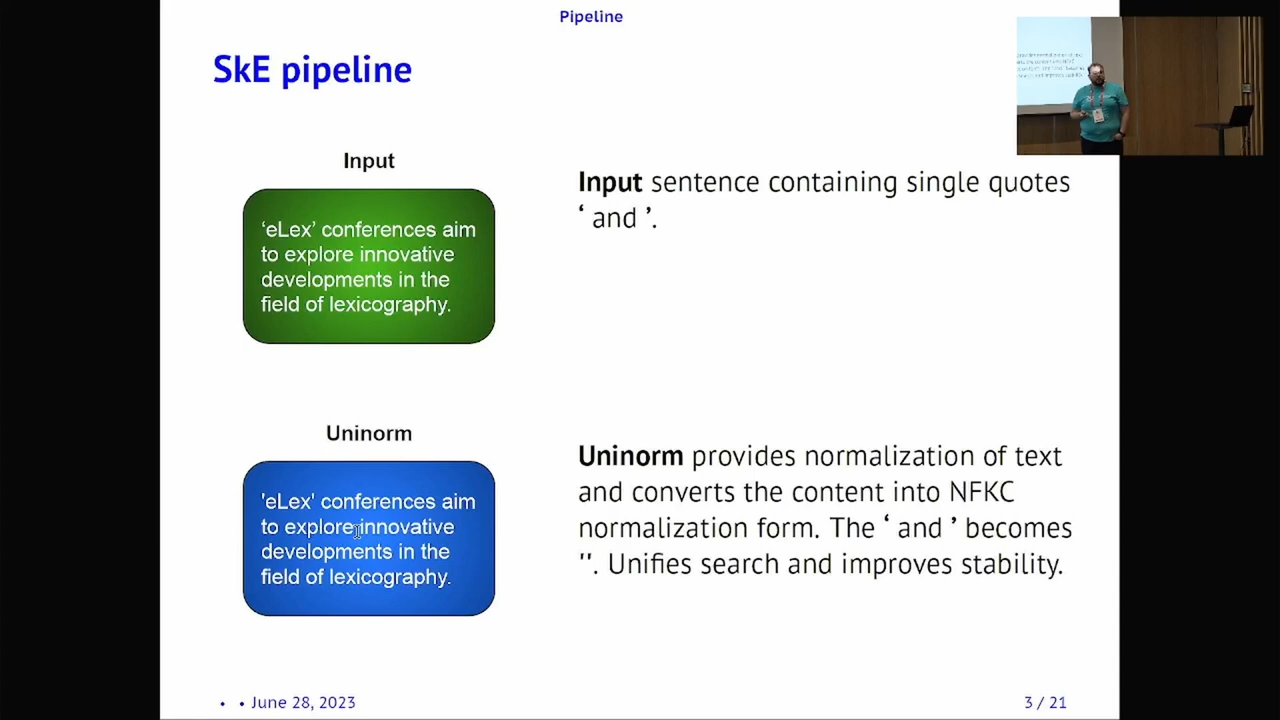 Pipeline
SkE pipeline
Input
‘eLex’ conferences aim
to explore innovative
developments in the
field of lexicography.
Input sentence containing single quotes
‘ and ’.
Uninorm
'eLex' conferences aim
to explore innovative
developments in the
field of lexicography.
Uninorm provides normalization of text
and converts the content into NFKC
normalization form. The ‘ and ’ becomes
''. Unifies search and improves stability.
• • June 28, 2023
3 / 21